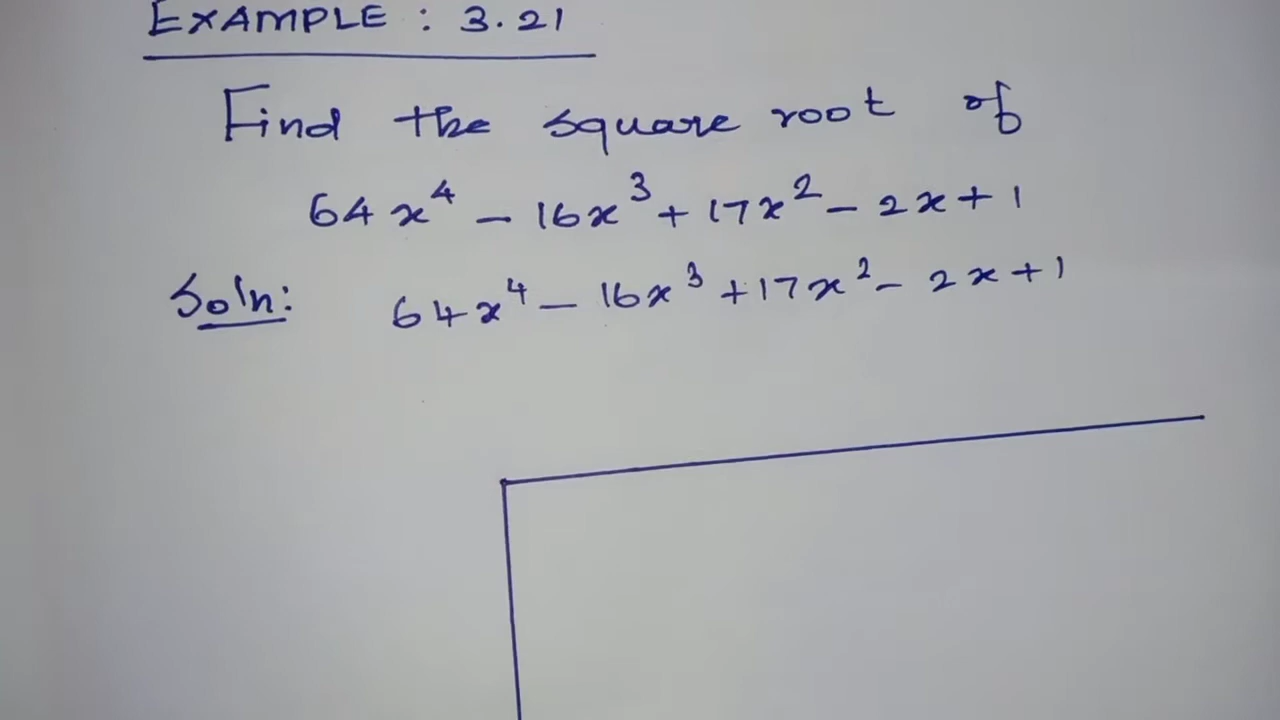 EXAMPLE : 3.21
Find the square root of
64x⁴ – 16x³ + 17x² – 2x + 1
Soln: 64x⁴ – 16x³ + 17x² – 2x + 1